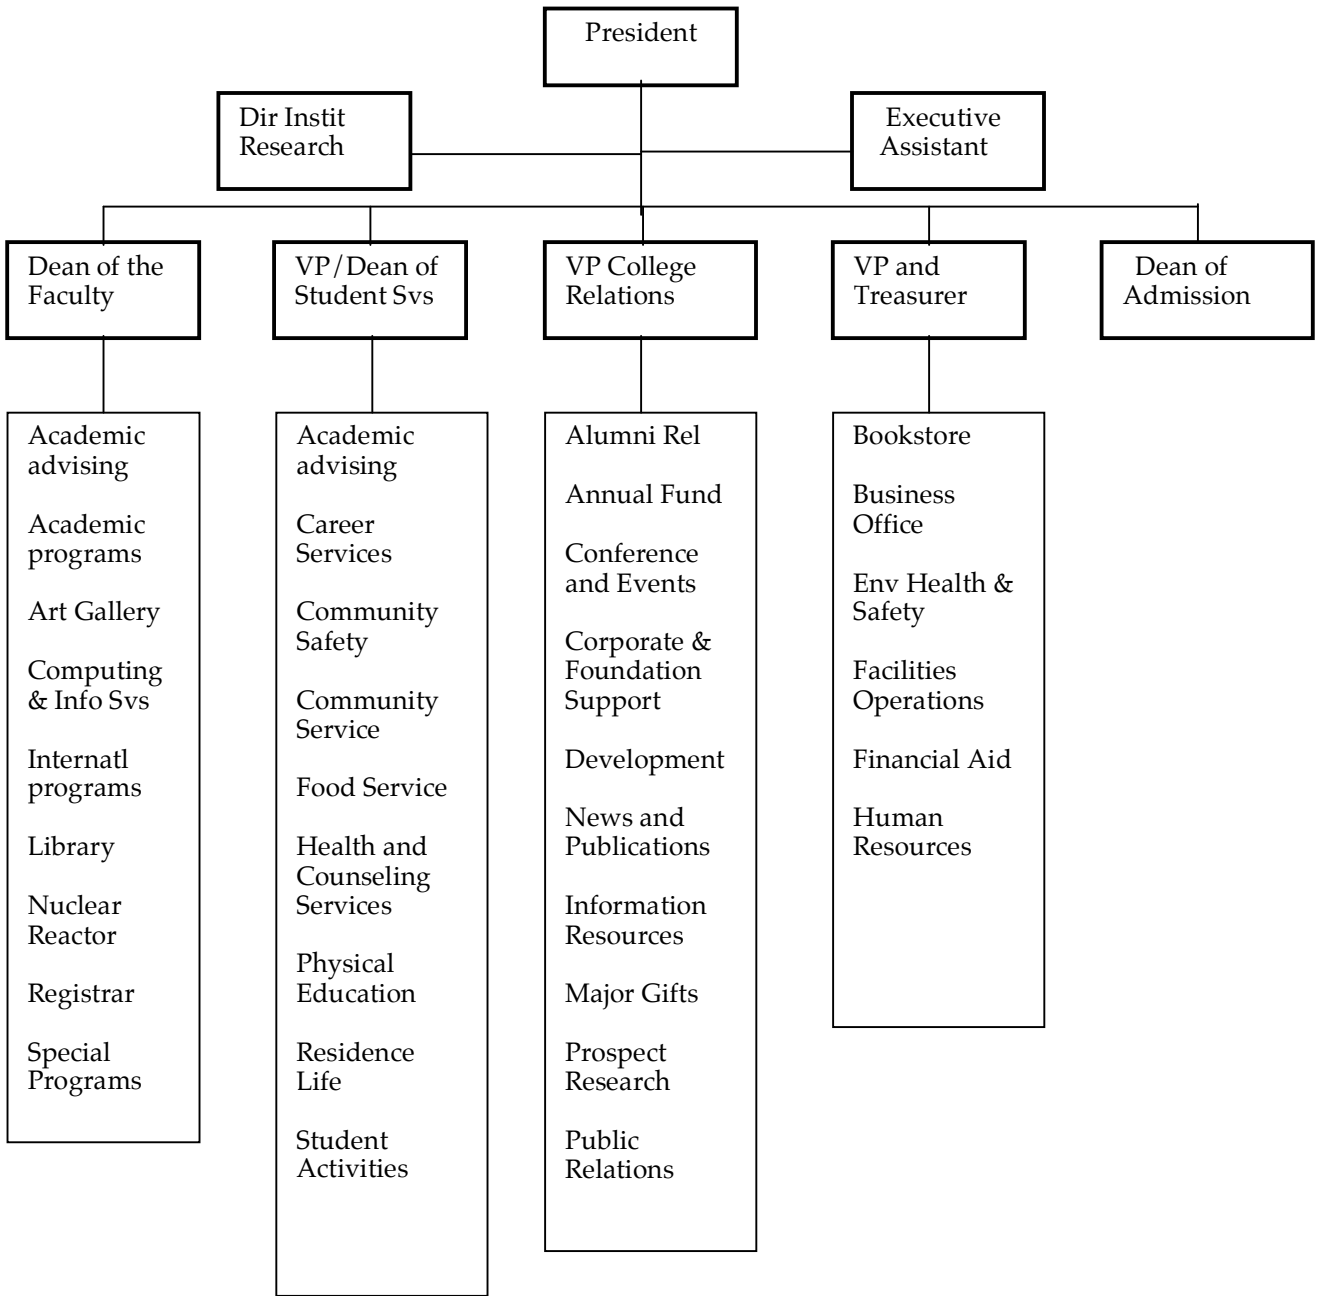 President
Dir Instit
Research
Executive
Assistant
Dean of the
Faculty
VP/Dean of
Student Svs
VP College
Relations
VP and
Treasurer
Dean of
Admission
Academic
advising
Academic
programs
Art Gallery
Computing
& Info Svs
Internatl
programs
Library
Nuclear
Reactor
Registrar
Special
Programs
Academic
advising
Career
Services
Community
Safety
Community
Service
Food Service
Health and
Counseling
Services
Physical
Education
Residence
Life
Student
Activities
Alumni Rel
Annual Fund
Conference
and Events
Corporate &
Foundation
Support
Development
News and
Publications
Information
Resources
Major Gifts
Prospect
Research
Public
Relations
Bookstore
Business
Office
Env Health &
Safety
Facilities
Operations
Financial Aid
Human
Resources